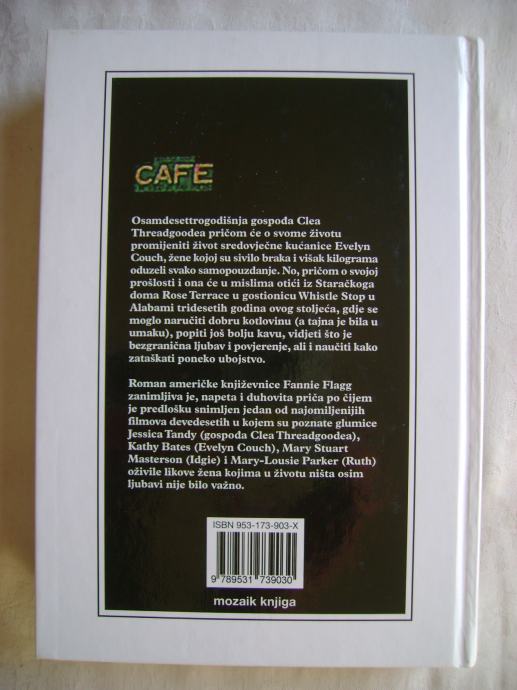 CAFE
Osamdesettrogodišnja gospođa Clea
Threadgoodea pričom će o svome životu
promijeniti život sredovječne kućanice Evelyn
Couch, žene kojoj su sivilo braka i višak kilograma
oduzeli svako samopouzdanje. No, pričom o svojoj
prošlosti i ona će u mislima otići iz Staračkoga
doma Rose Terrace u gostionicu Whistle Stop u
Alabami tridesetih godina ovog stoljeća, gdje se
moglo naručiti dobru kotlovinu (a tajna je bila u
umaku), popiti još bolju kavu, vidjeti što je
bezgranična ljubav i povjerenje, ali i naučiti kako
zataškati poneko ubojstvo.
Roman američke književnice Fannie Flagg
zanimljiva je, napeta i duhovita priča po čijem
je predlošku snimljen jedan od najomiljenijih
filmova devedesetih u kojem su poznate glumice
Jessica Tandy (gospođa Clea Threadgoodea),
Kathy Bates (Evelyn Couch), Mary Stuart
Masterson (Idgie) i Mary-Lousie Parker (Ruth)
oživile likove žena kojima u životu ništa osim
ljubavi nije bilo važno.
ISBN 953-173-903-X
9 789531 739030
mozaik knjiga